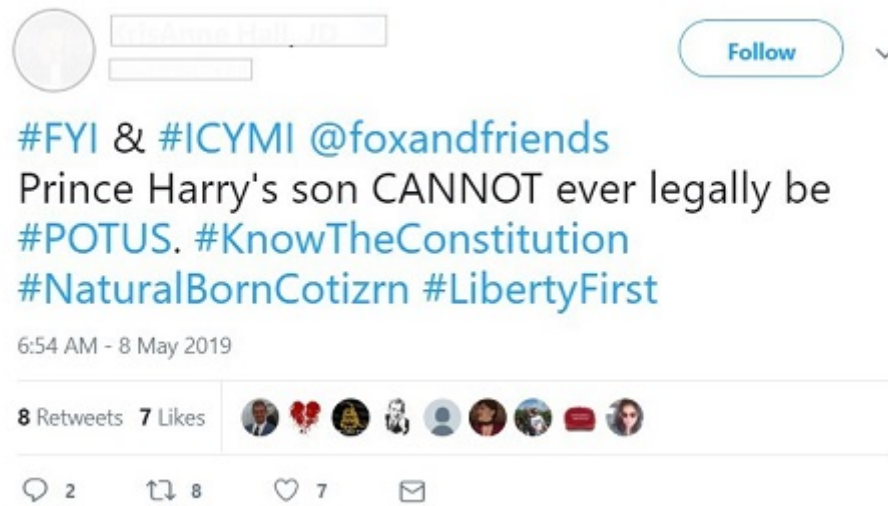 Follow
#FYI & #ICYMI @foxandfriends
Prince Harry's son CANNOT ever legally be
#POTUS. #KnowTheConstitution
#NaturalBornCotizrn #LibertyFirst
6:54 AM - 8 May 2019
8 Retweets 7 Likes
2 8 7